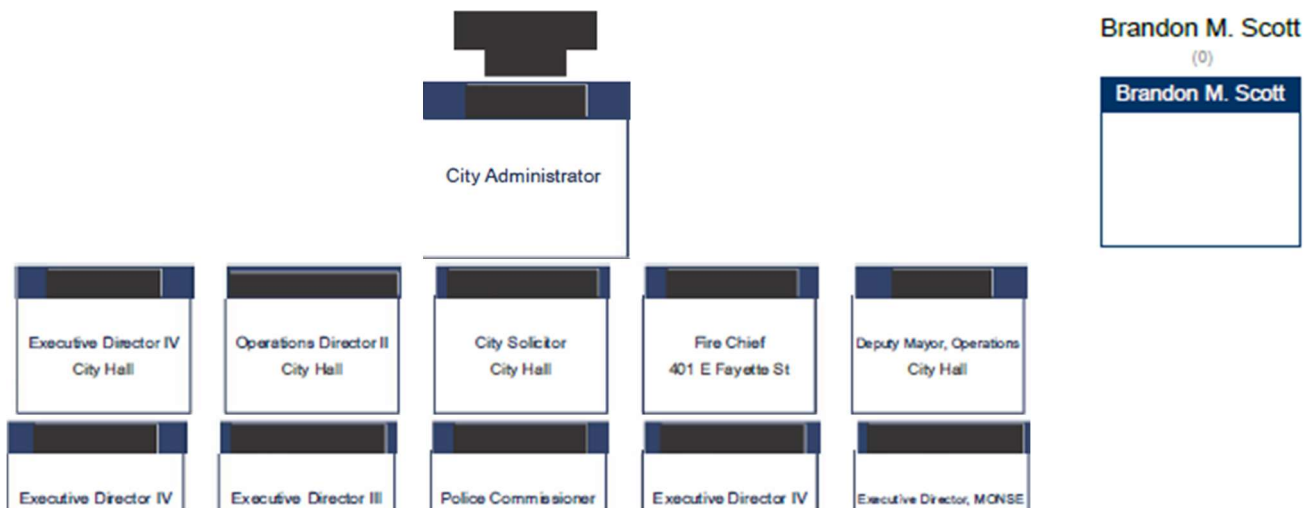 Brandon M. Scott
(0)
Brandon M. Scott
City Administrator
Executive Director IV
City Hall
Operations Director II
City Hall
City Solicitor
City Hall
Fire Chief
401 E Fayette St
Deputy Mayor, Operations
City Hall
Executive Director IV
Executive Director III
Police Commissioner
Executive Director IV
Executive Director, MONSE